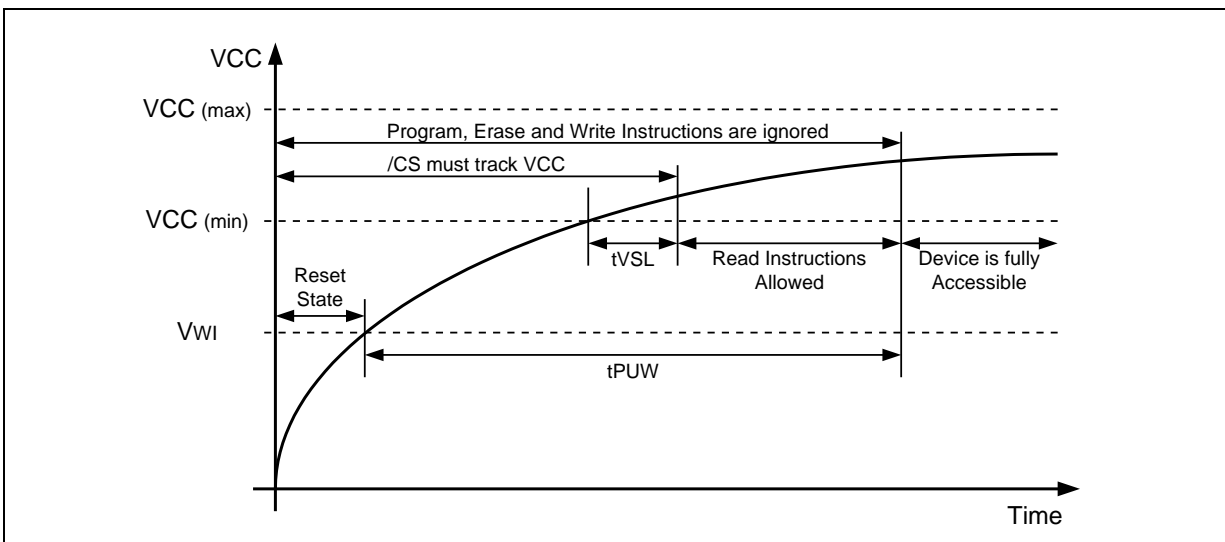 VCC
VCC (max)
Program, Erase and Write Instructions are ignored
/CS must track VCC
VCC (min)
tVSL
Read Instructions
Allowed
Device is fully
Accessible
Reset
State
VWI
tPUW
Time